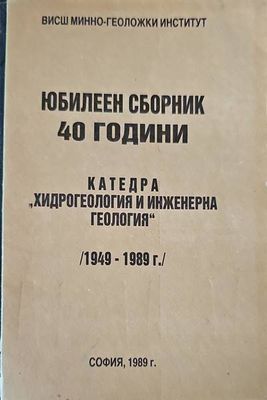 ВИСШ МИННО-ГЕОЛОЖКИ ИНСТИТУТ
ЮБИЛЕЕН СБОРНИК
40 ГОДИНИ
КАТЕДРА
„ХИДРОГЕОЛОГИЯ И ИНЖЕНЕРНА
ГЕОЛОГИЯ“
/1949 - 1989 г./
СОФИЯ, 1989 г.